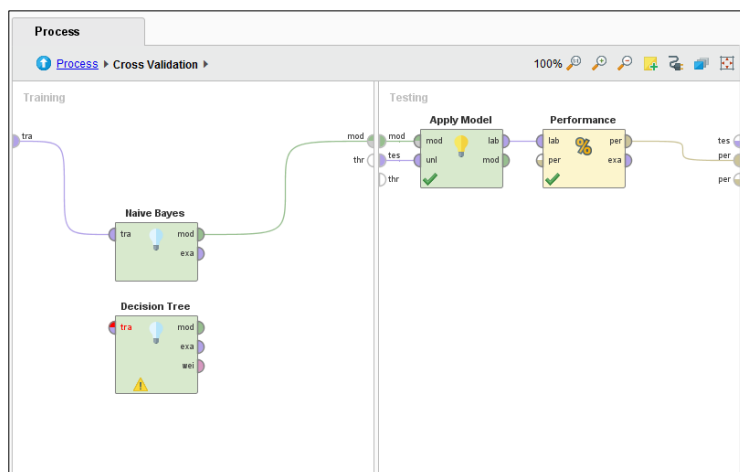 Process
Process ▸ Cross Validation ▸
100%
Training
Testing
tra
mod
thr
Naive Bayes
tra
mod
exa
Decision Tree
tra
mod
exa
wei
mod
tes
thr
Apply Model
mod
lab
unl
mod
Performance
lab
%
per
per
exa
tes
per
per